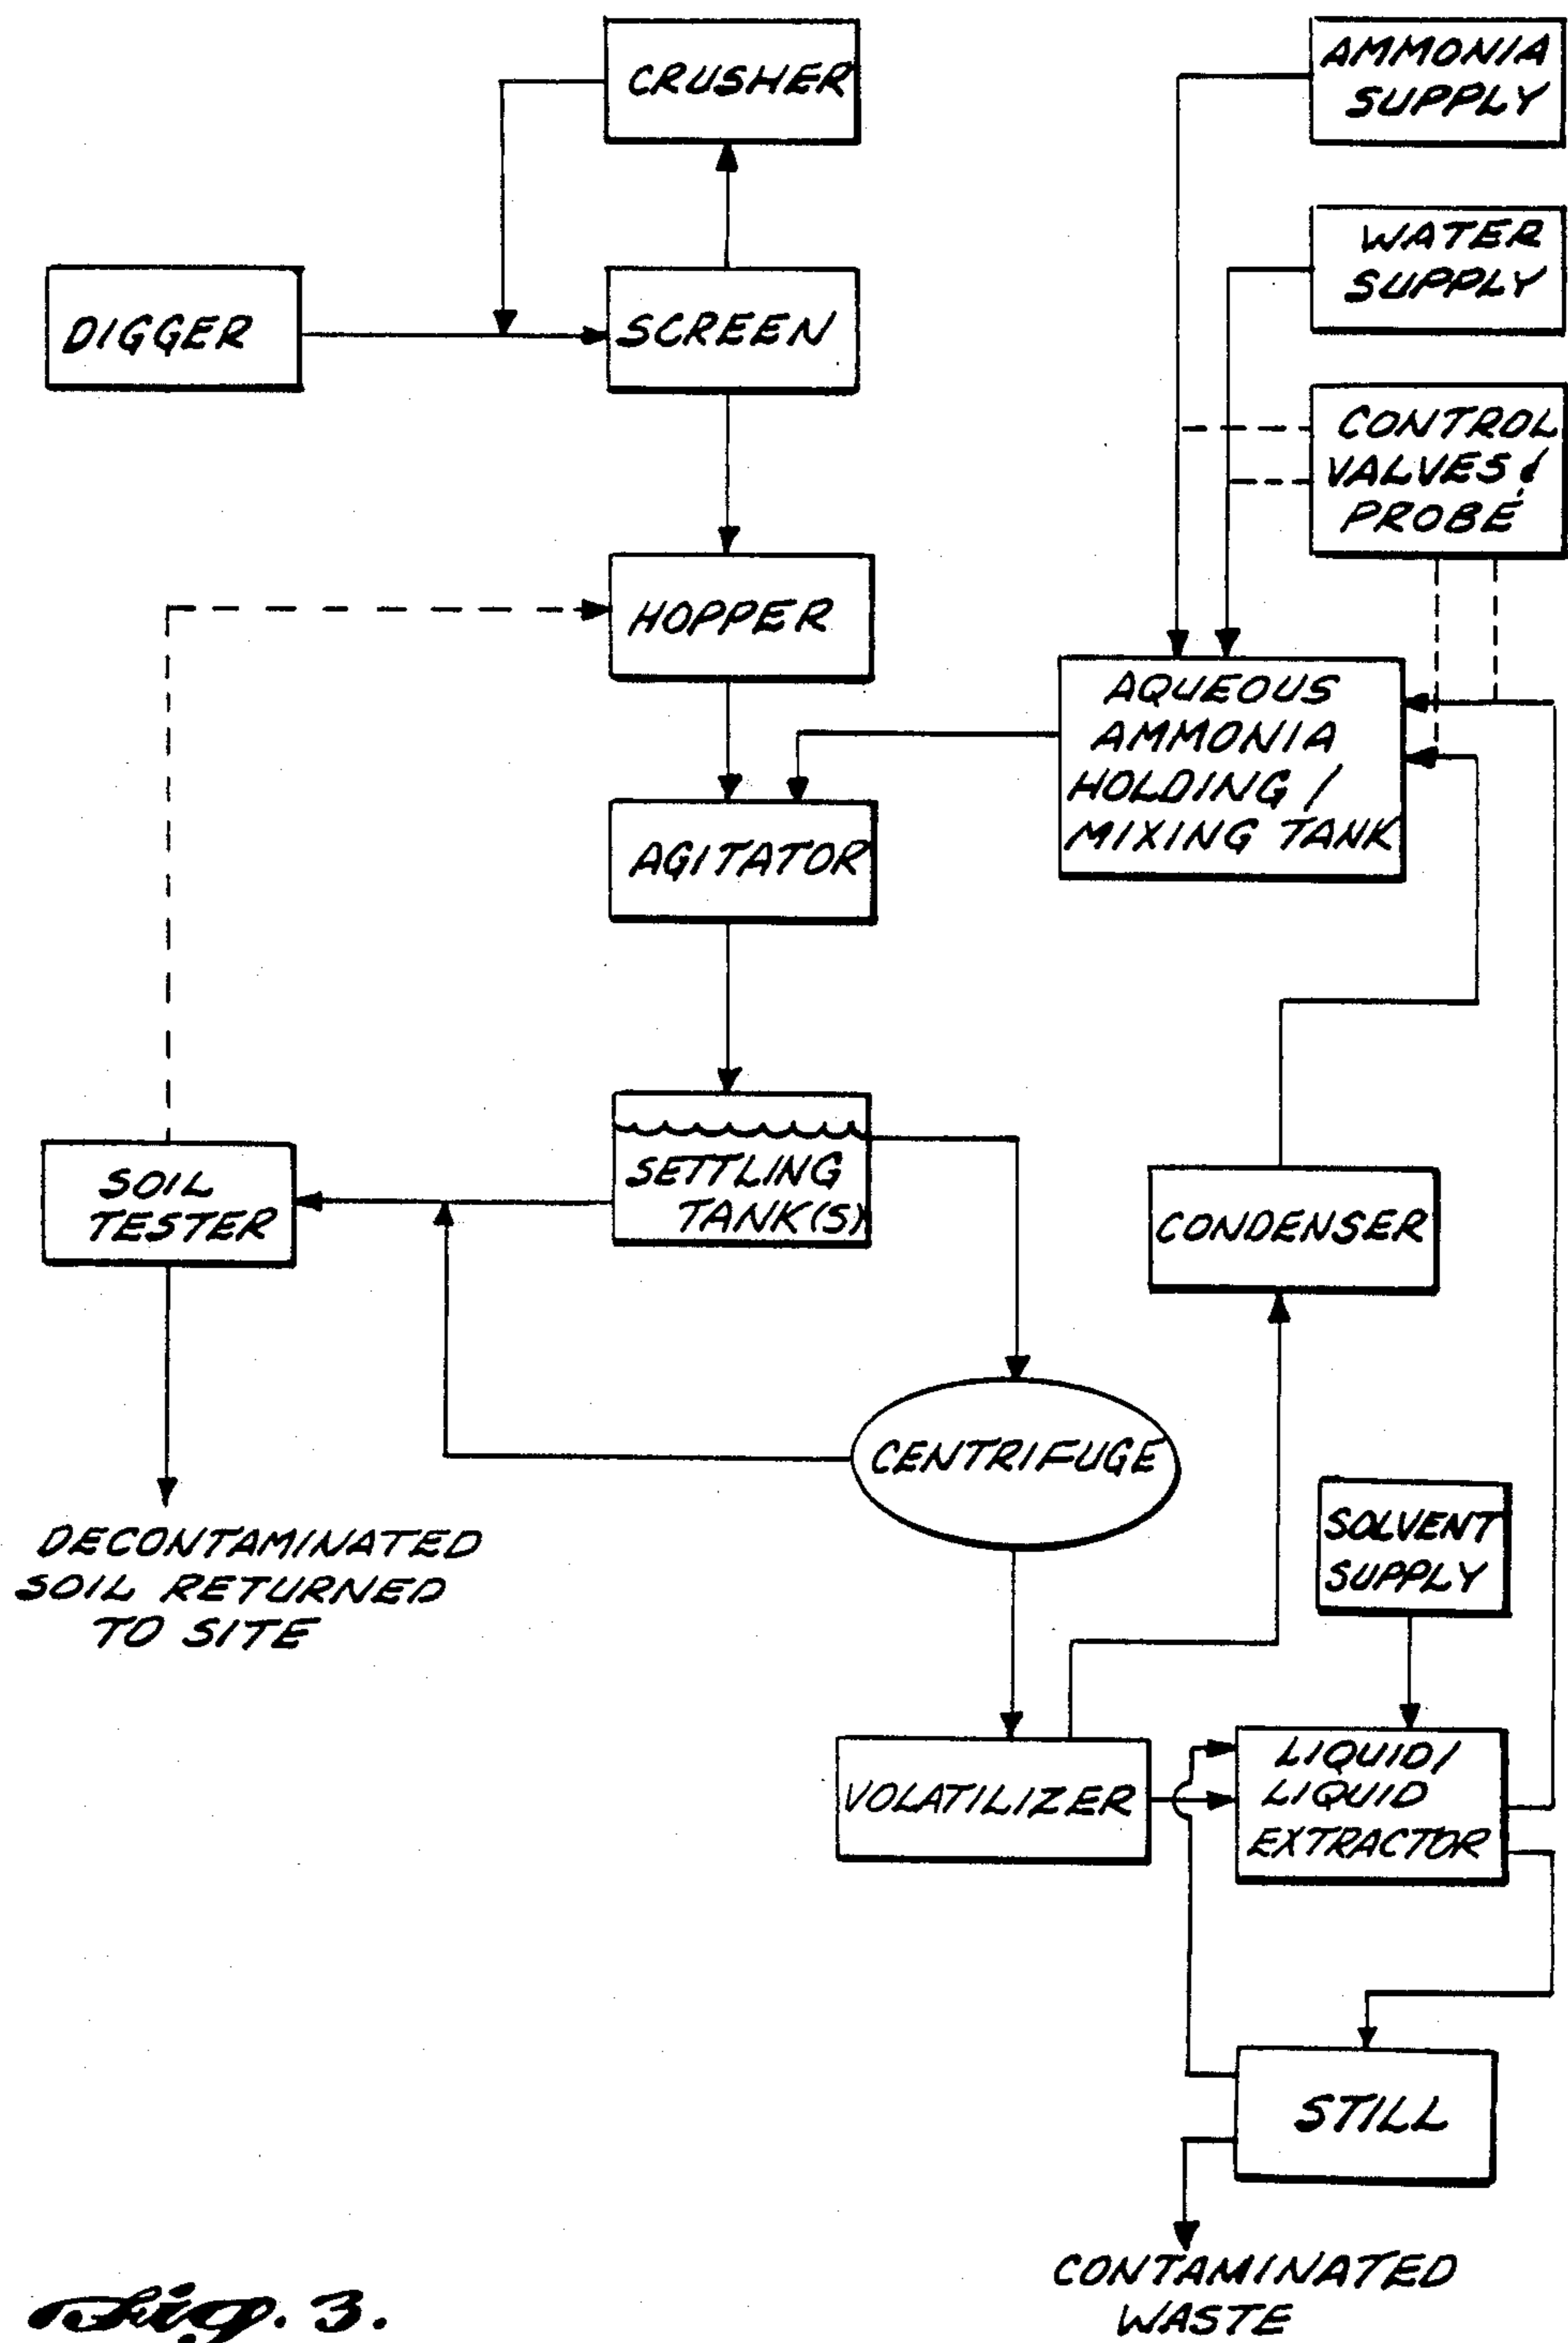 CRUSHER
AMMONIA
SUPPLY
WATER
SUPPLY
DIGGER
SCREEN
CONTROL
VALVES &
PROBE
HOPPER
AQUEOUS
AMMONIA
HOLDING /
MIXING TANK
AGITATOR
SETTLING
TANK(S)
SOIL
TESTER
CONDENSER
CENTRIFUGE
SOLVENT
SUPPLY
DECONTAMINATED
SOIL RETURNED
TO SITE
VOLATILIZER
LIQUID/
LIQUID
EXTRACTOR
STILL
CONTAMINATED
WASTE
Fig. 3.